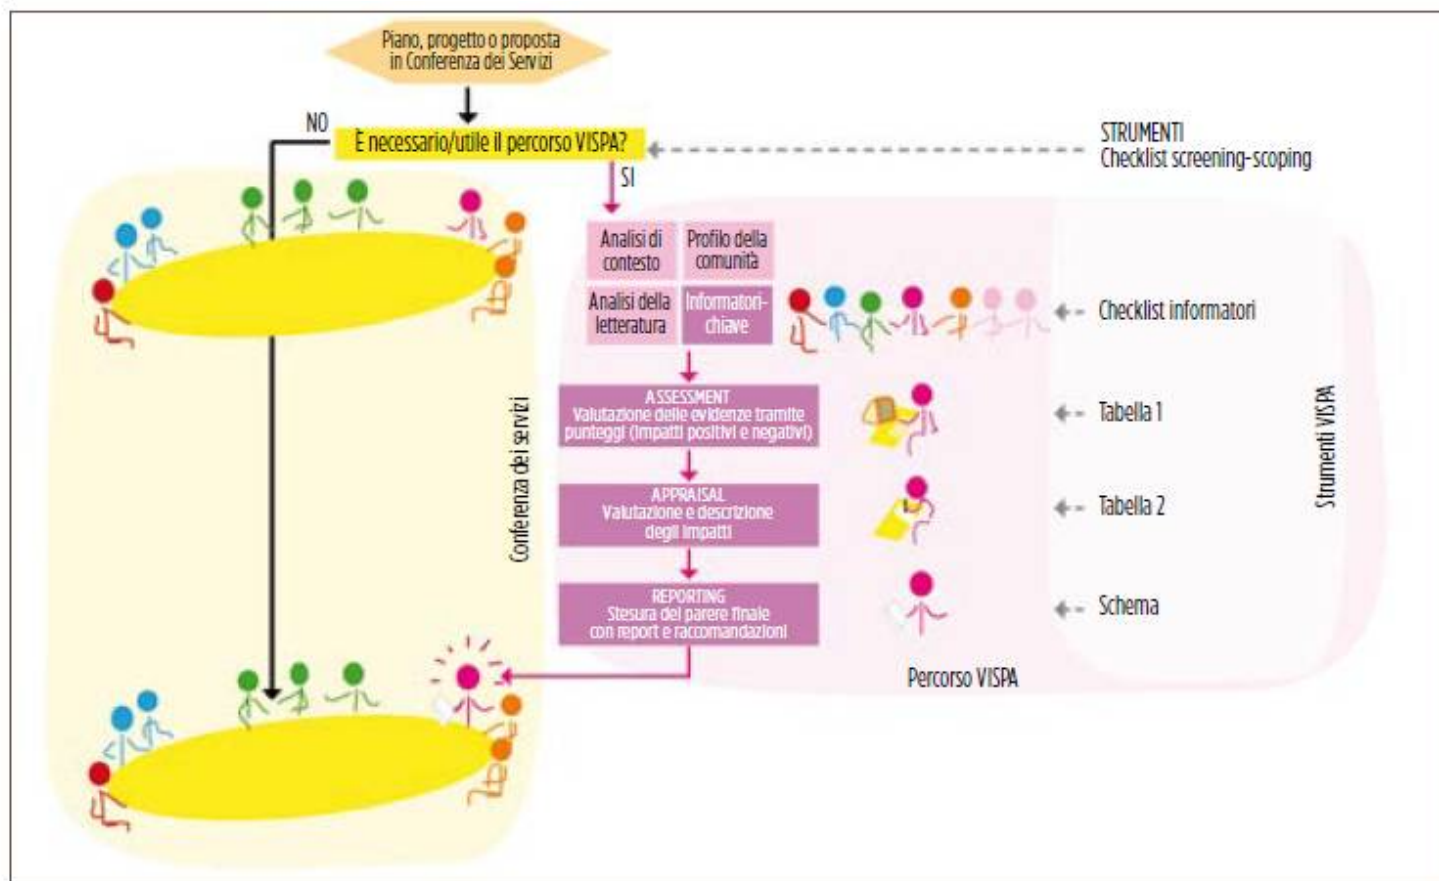 Piano, progetto o proposta
in Conferenza dei Servizi
NO
È necessario/utile il percorso VISPA?
STRUMENTI
Checklist screening-scoping
SI
Analisi di
contesto
Profilo della
comunità
Analisi della
letteratura
Informatori-
chiave
Checklist informatori
ASSESSMENT
Valutazione delle evidenze tramite
punteggi (impatti positivi e negativi)
Tabella 1
APPRAISAL
Valutazione e descrizione
degli impatti
Tabella 2
REPORTING
Stesura del parere finale
con report e raccomandazioni
Schema
Conferenza dei servizi
Percorso VISPA
Strumenti VISPA